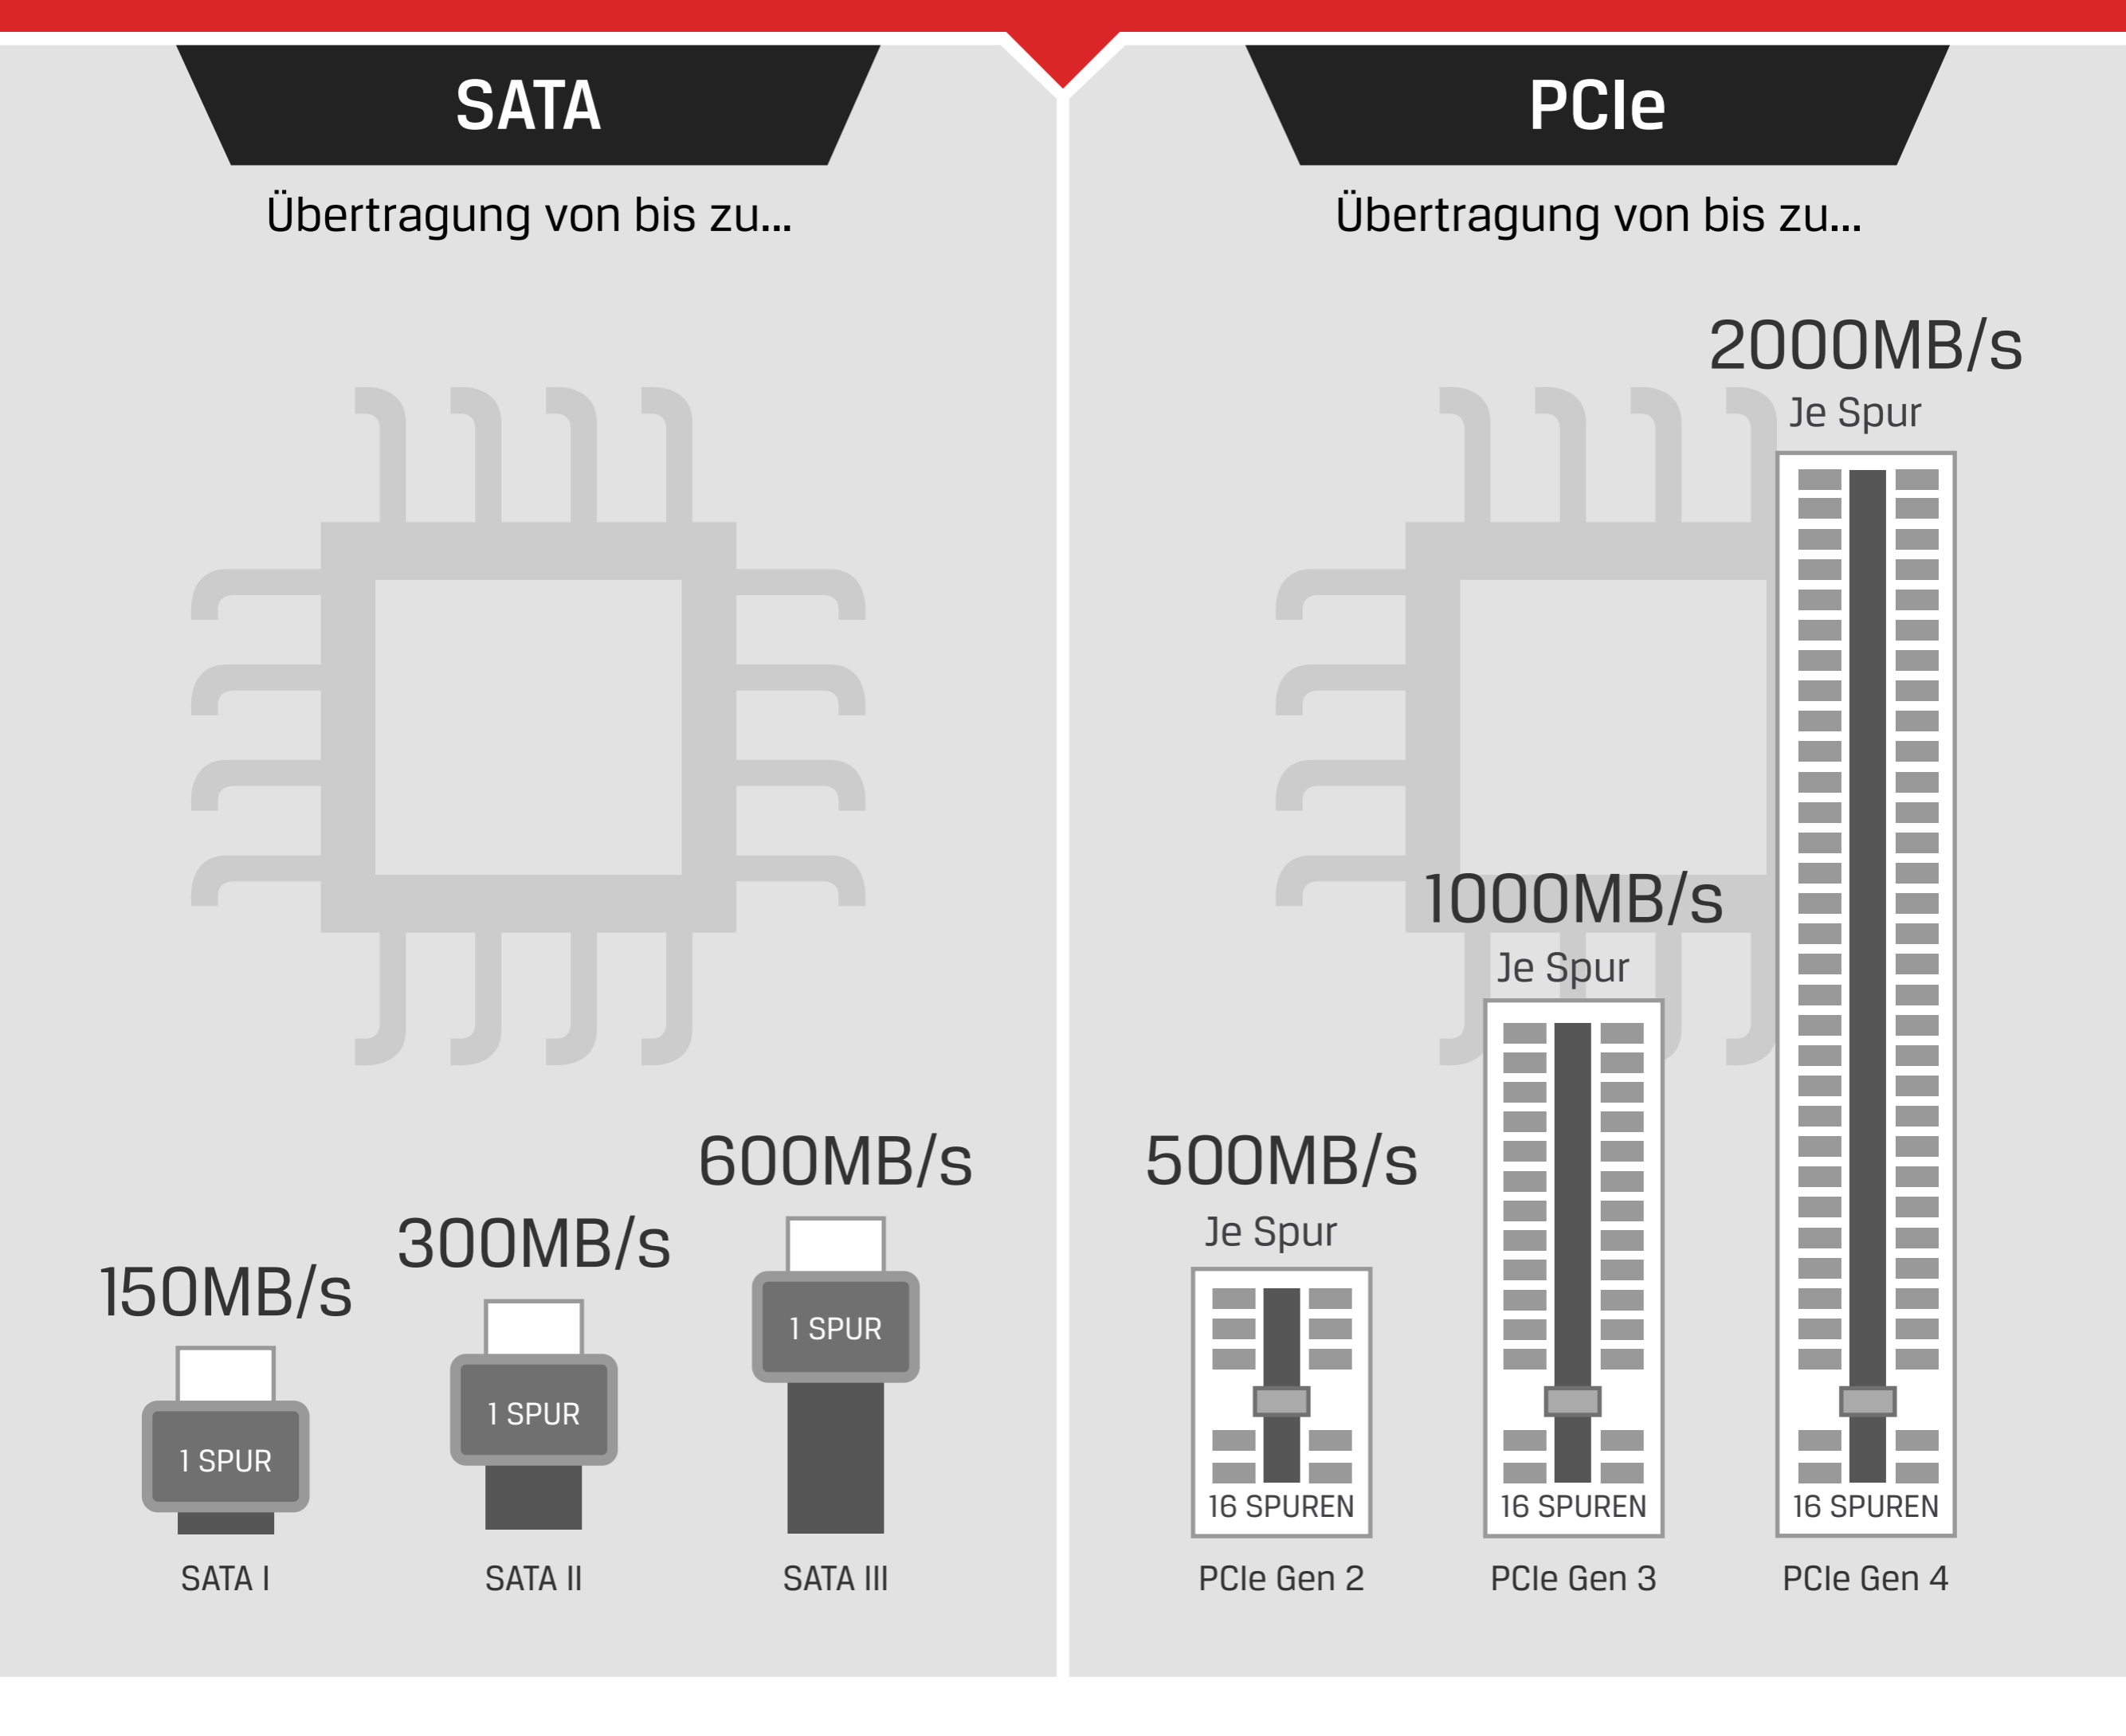 SATA
Übertragung von bis zu...
150MB/s
1 SPUR
SATA I
300MB/s
1 SPUR
SATA II
600MB/s
1 SPUR
SATA III
PCIe
Übertragung von bis zu...
500MB/s
Je Spur
16 SPUREN
PCIe Gen 2
1000MB/s
Je Spur
16 SPUREN
PCIe Gen 3
2000MB/s
Je Spur
16 SPUREN
PCIe Gen 4